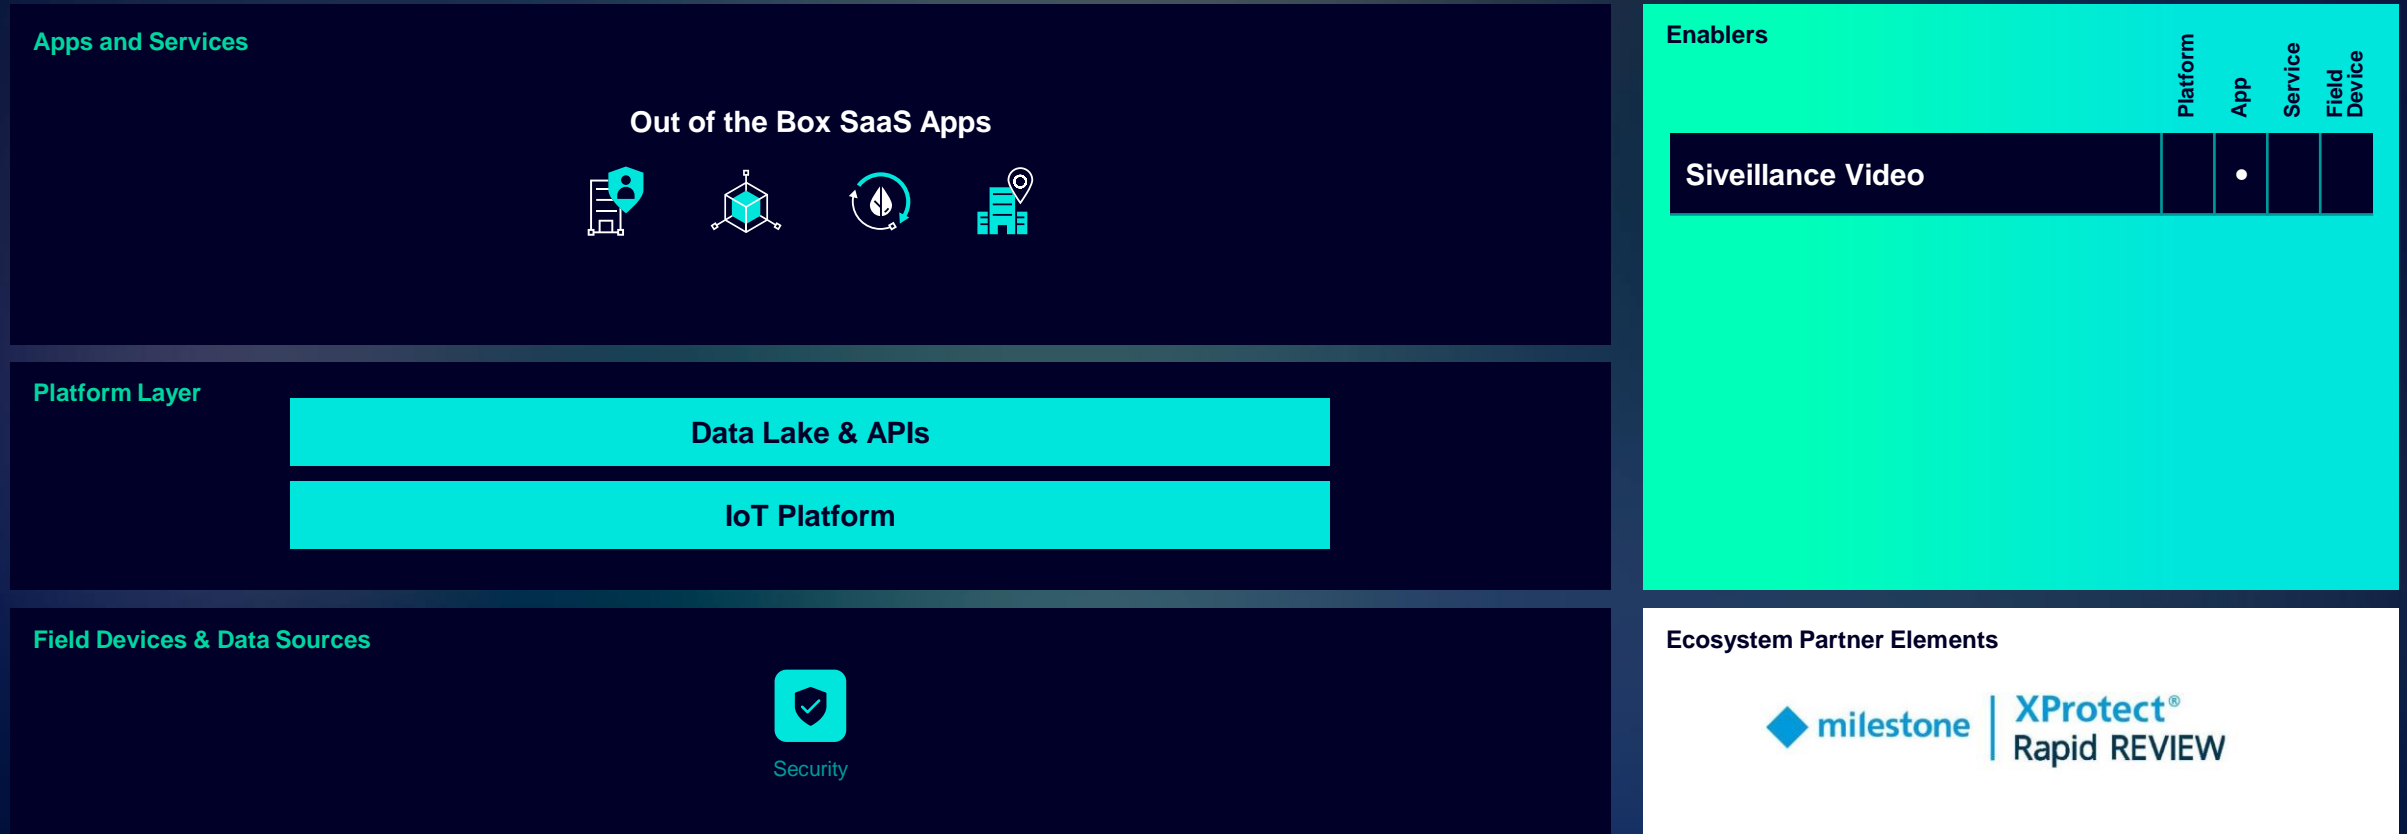 Apps and Services
Out of the Box SaaS Apps
Platform Layer
Data Lake & APIs
IoT Platform
Field Devices & Data Sources
Security
Enablers
Platform
App
Service
Field
Device
Siveillance Video
Ecosystem Partner Elements
milestone
XProtect®
Rapid REVIEW